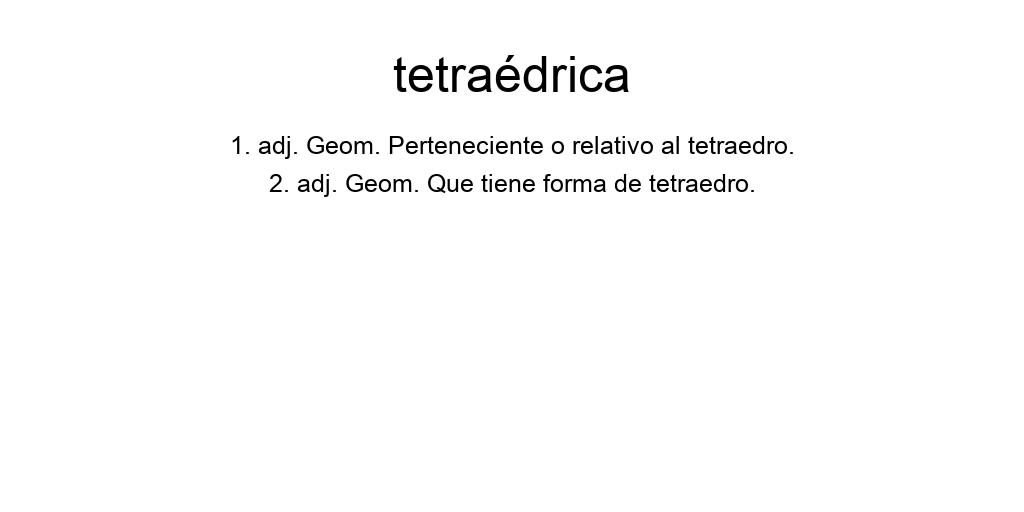 tetraédrica
1. adj. Geom. Perteneciente o relativo al tetraedro.
2. adj. Geom. Que tiene forma de tetraedro.